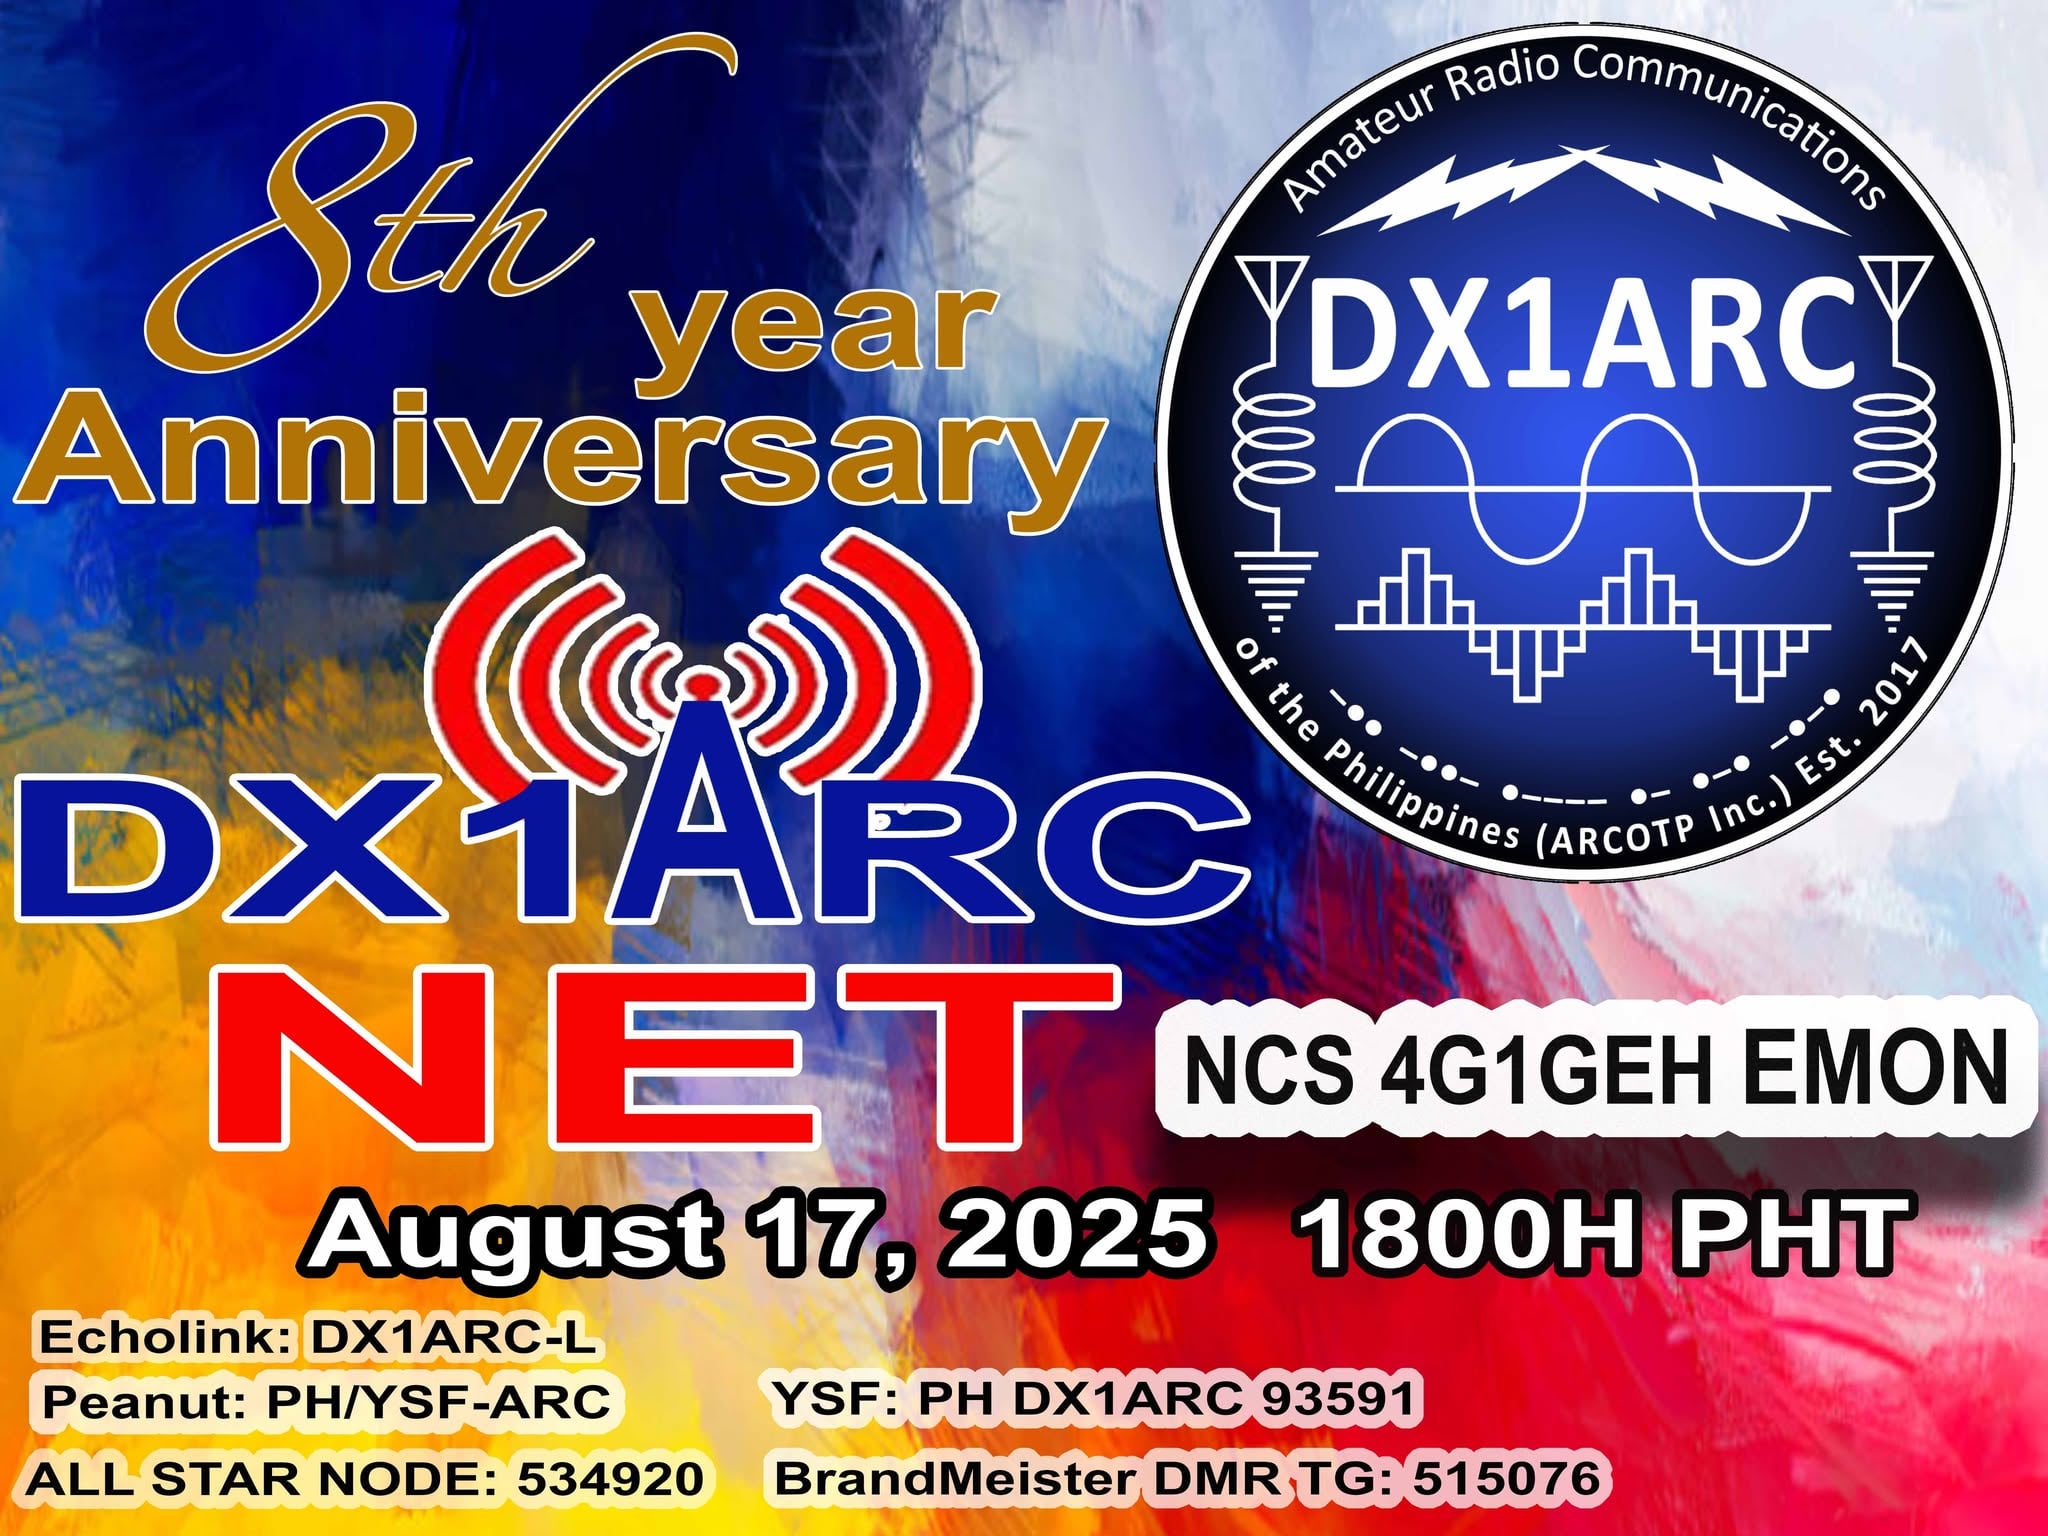 8th year
Anniversary
DX1ARC
NET
Amateur Radio Communications
DX1ARC
of the Philippines (ARCOTP Inc.) Est. 2017
NCS 4G1GEH EMON
August 17, 2025 1800H PHT
Echolink: DX1ARC-L
Peanut: PH/YSF-ARC
YSF: PH DX1ARC 93591
ALL STAR NODE: 534920
BrandMeister DMR TG: 515076